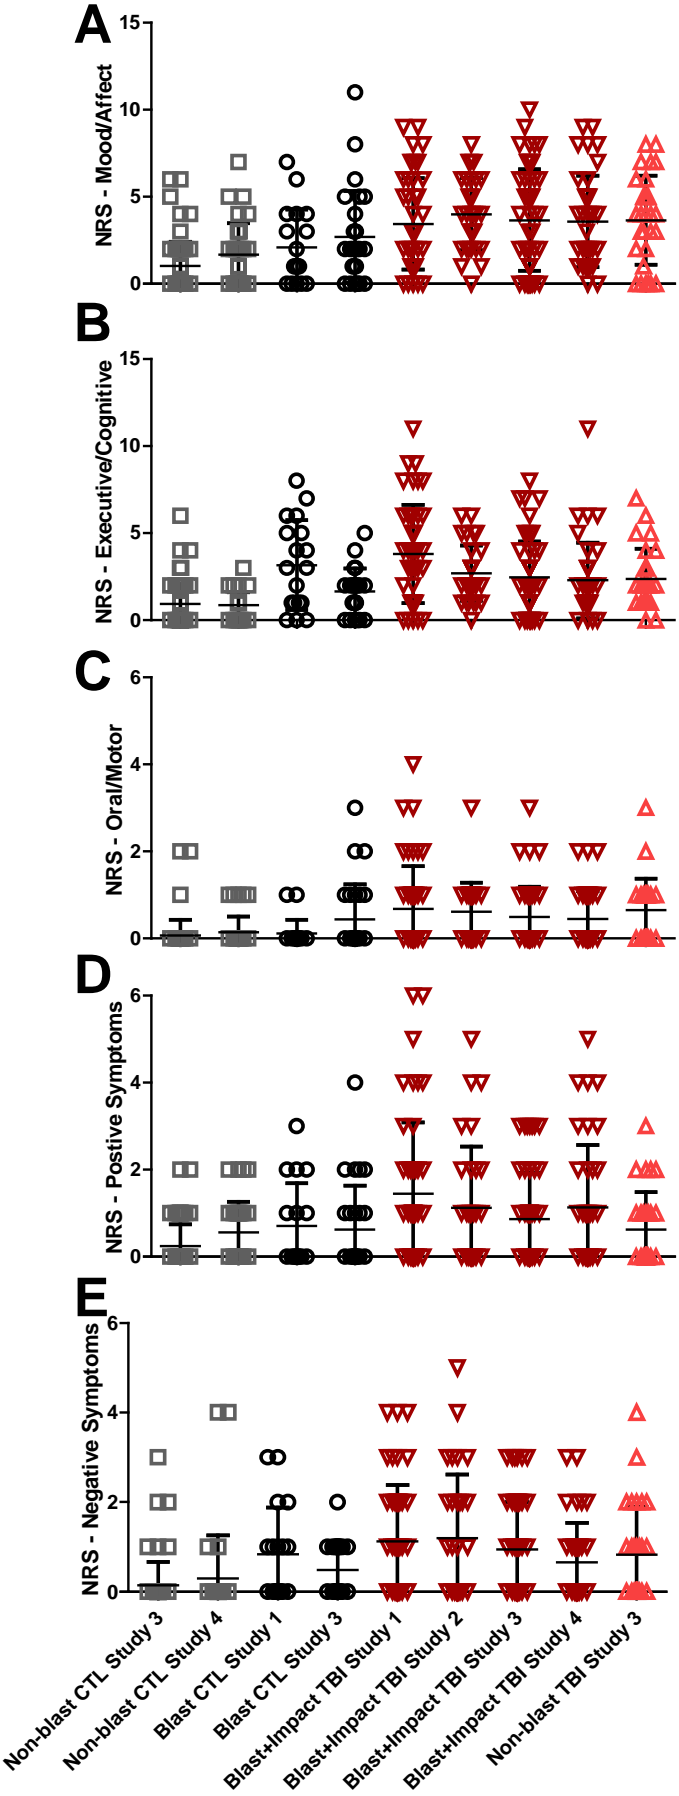 A
NRS - Mood/Affect
15
10
5
0
B
NRS - Executive/Cognitive
15
10
5
0
C
NRS - Oral/Motor
6
4
2
0
D
NRS - Postive Symptoms
6
4
2
0
E
NRS - Negative Symptoms
6
4
2
0
Non-blast CTL Study 3
Non-blast CTL Study 4
Blast CTL Study 1
Blast CTL Study 3
Blast+Impact TBI Study 1
Blast+Impact TBI Study 2
Blast+Impact TBI Study 3
Blast+Impact TBI Study 4
Non-blast TBI Study 3